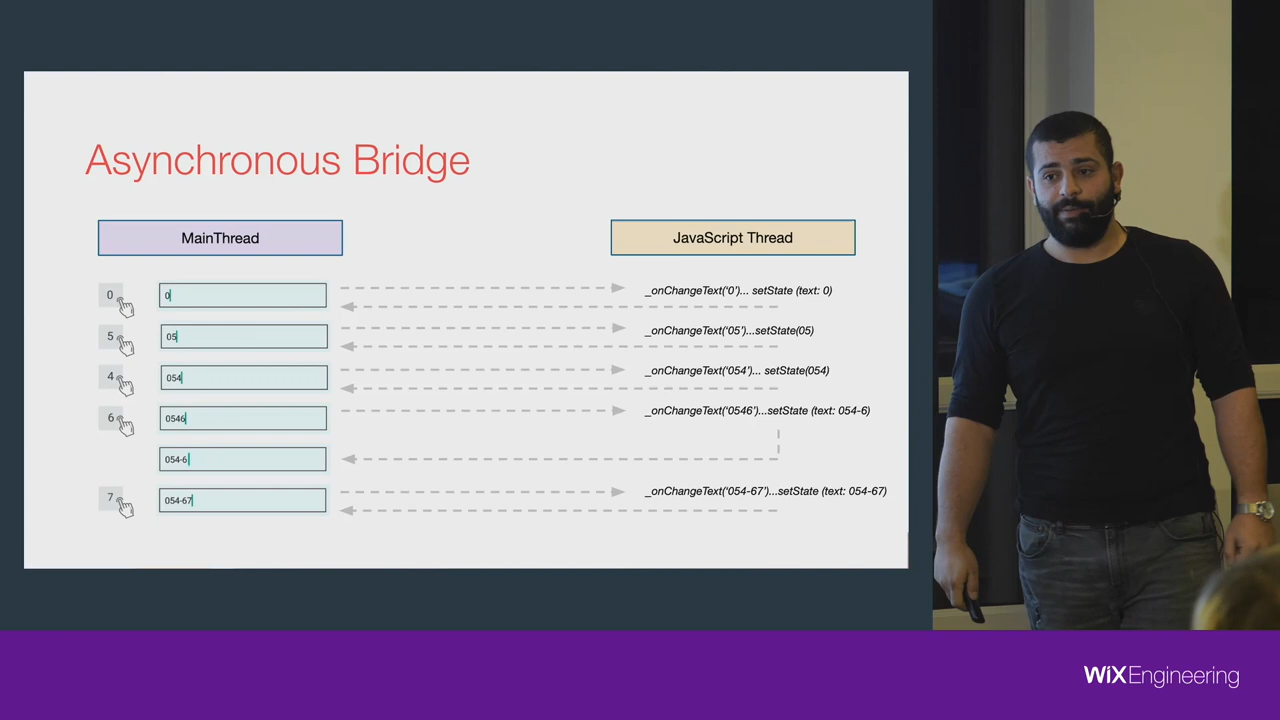 Asynchronous Bridge
MainThread
JavaScript Thread
0
0
_onChangeText('0')... setState (text: 0)
5
05
_onChangeText('05')...setState(05)
4
054
_onChangeText('054')... setState(054)
6
0546
_onChangeText('0546')...setState (text: 054-6)
054-6
7
054-67
_onChangeText('054-67')...setState (text: 054-67)
WiX Engineering